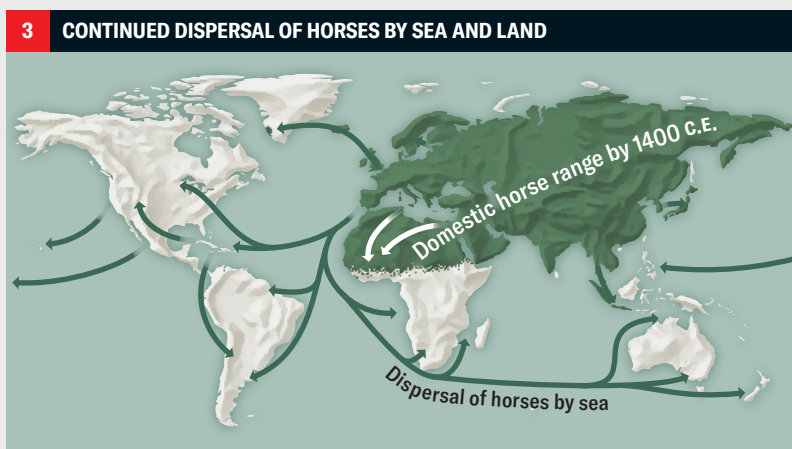 3 CONTINUED DISPERSAL OF HORSES BY SEA AND LAND
Domestic horse range by 1400 C.E.
Dispersal of horses by sea